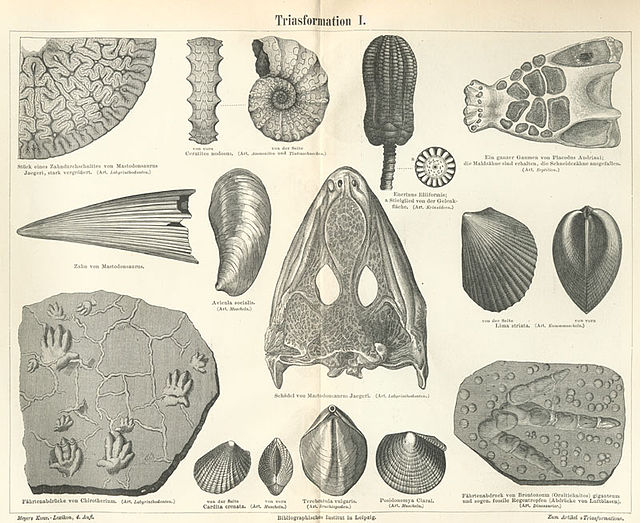 Triasformation I.
Stück eines Zahndurchschnittes von Mastodonsaurus
Jaegeri, stark vergrößert. (Art. Labyrinthodonten.)
von vorn
von der Seite
Ceratites nodosus. (Art. Ammoniten und Tintenschnecken.)
Encrinus liliiformis;
a Stielglied von der Gelenk-
fläche. (Art. Krinoideen.)
Ein ganzer Gaumen von Placodus Andriani;
die Mahlzähne sind erhalten, die Schneidezähne ausgefallen.
(Art. Reptilien.)
Zahn von Mastodonsaurus.
Avicula socialis.
(Art. Muscheln.)
Schädel von Mastodonsaurus Jaegeri. (Art. Labyrinthodonten.)
von der Seite
von vorn
Lima striata. (Art. Kammmuscheln.)
Fährtenabdrücke von Chirotherium. (Art. Labyrinthodonten.)
von der Seite
von vorn
Cardita crenata. (Art. Muscheln.)
Terebratula vulgaris.
(Art. Brachiopoden.)
Posidonomya Clarai.
(Art. Muscheln.)
Fährtenabdruck von Brontozoum (Ornitichnites) giganteum
und sogen. fossile Regentropfen (Abdrücke von Luftblasen).
(Art. Dinosaurier.)
Meyers Konv.-Lexikon, 4. Aufl.
Bibliographisches Institut in Leipzig.
Zum Artikel »Triasformation«.